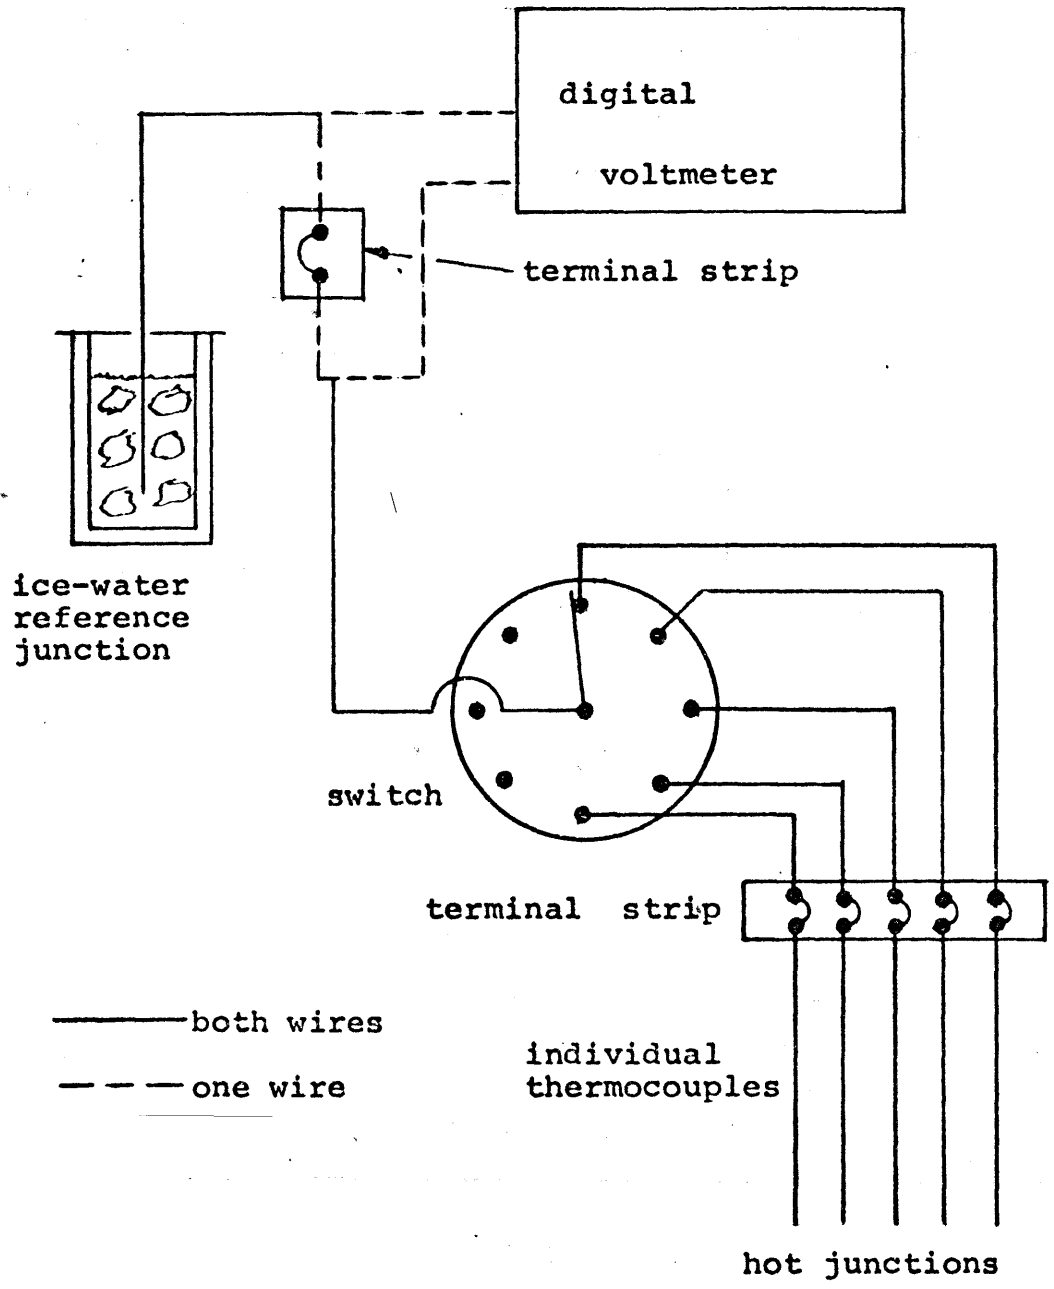 digital
voltmeter
terminal strip
ice-water
reference
junction
switch
terminal strip
both wires
one wire
individual
thermocouples
hot junctions